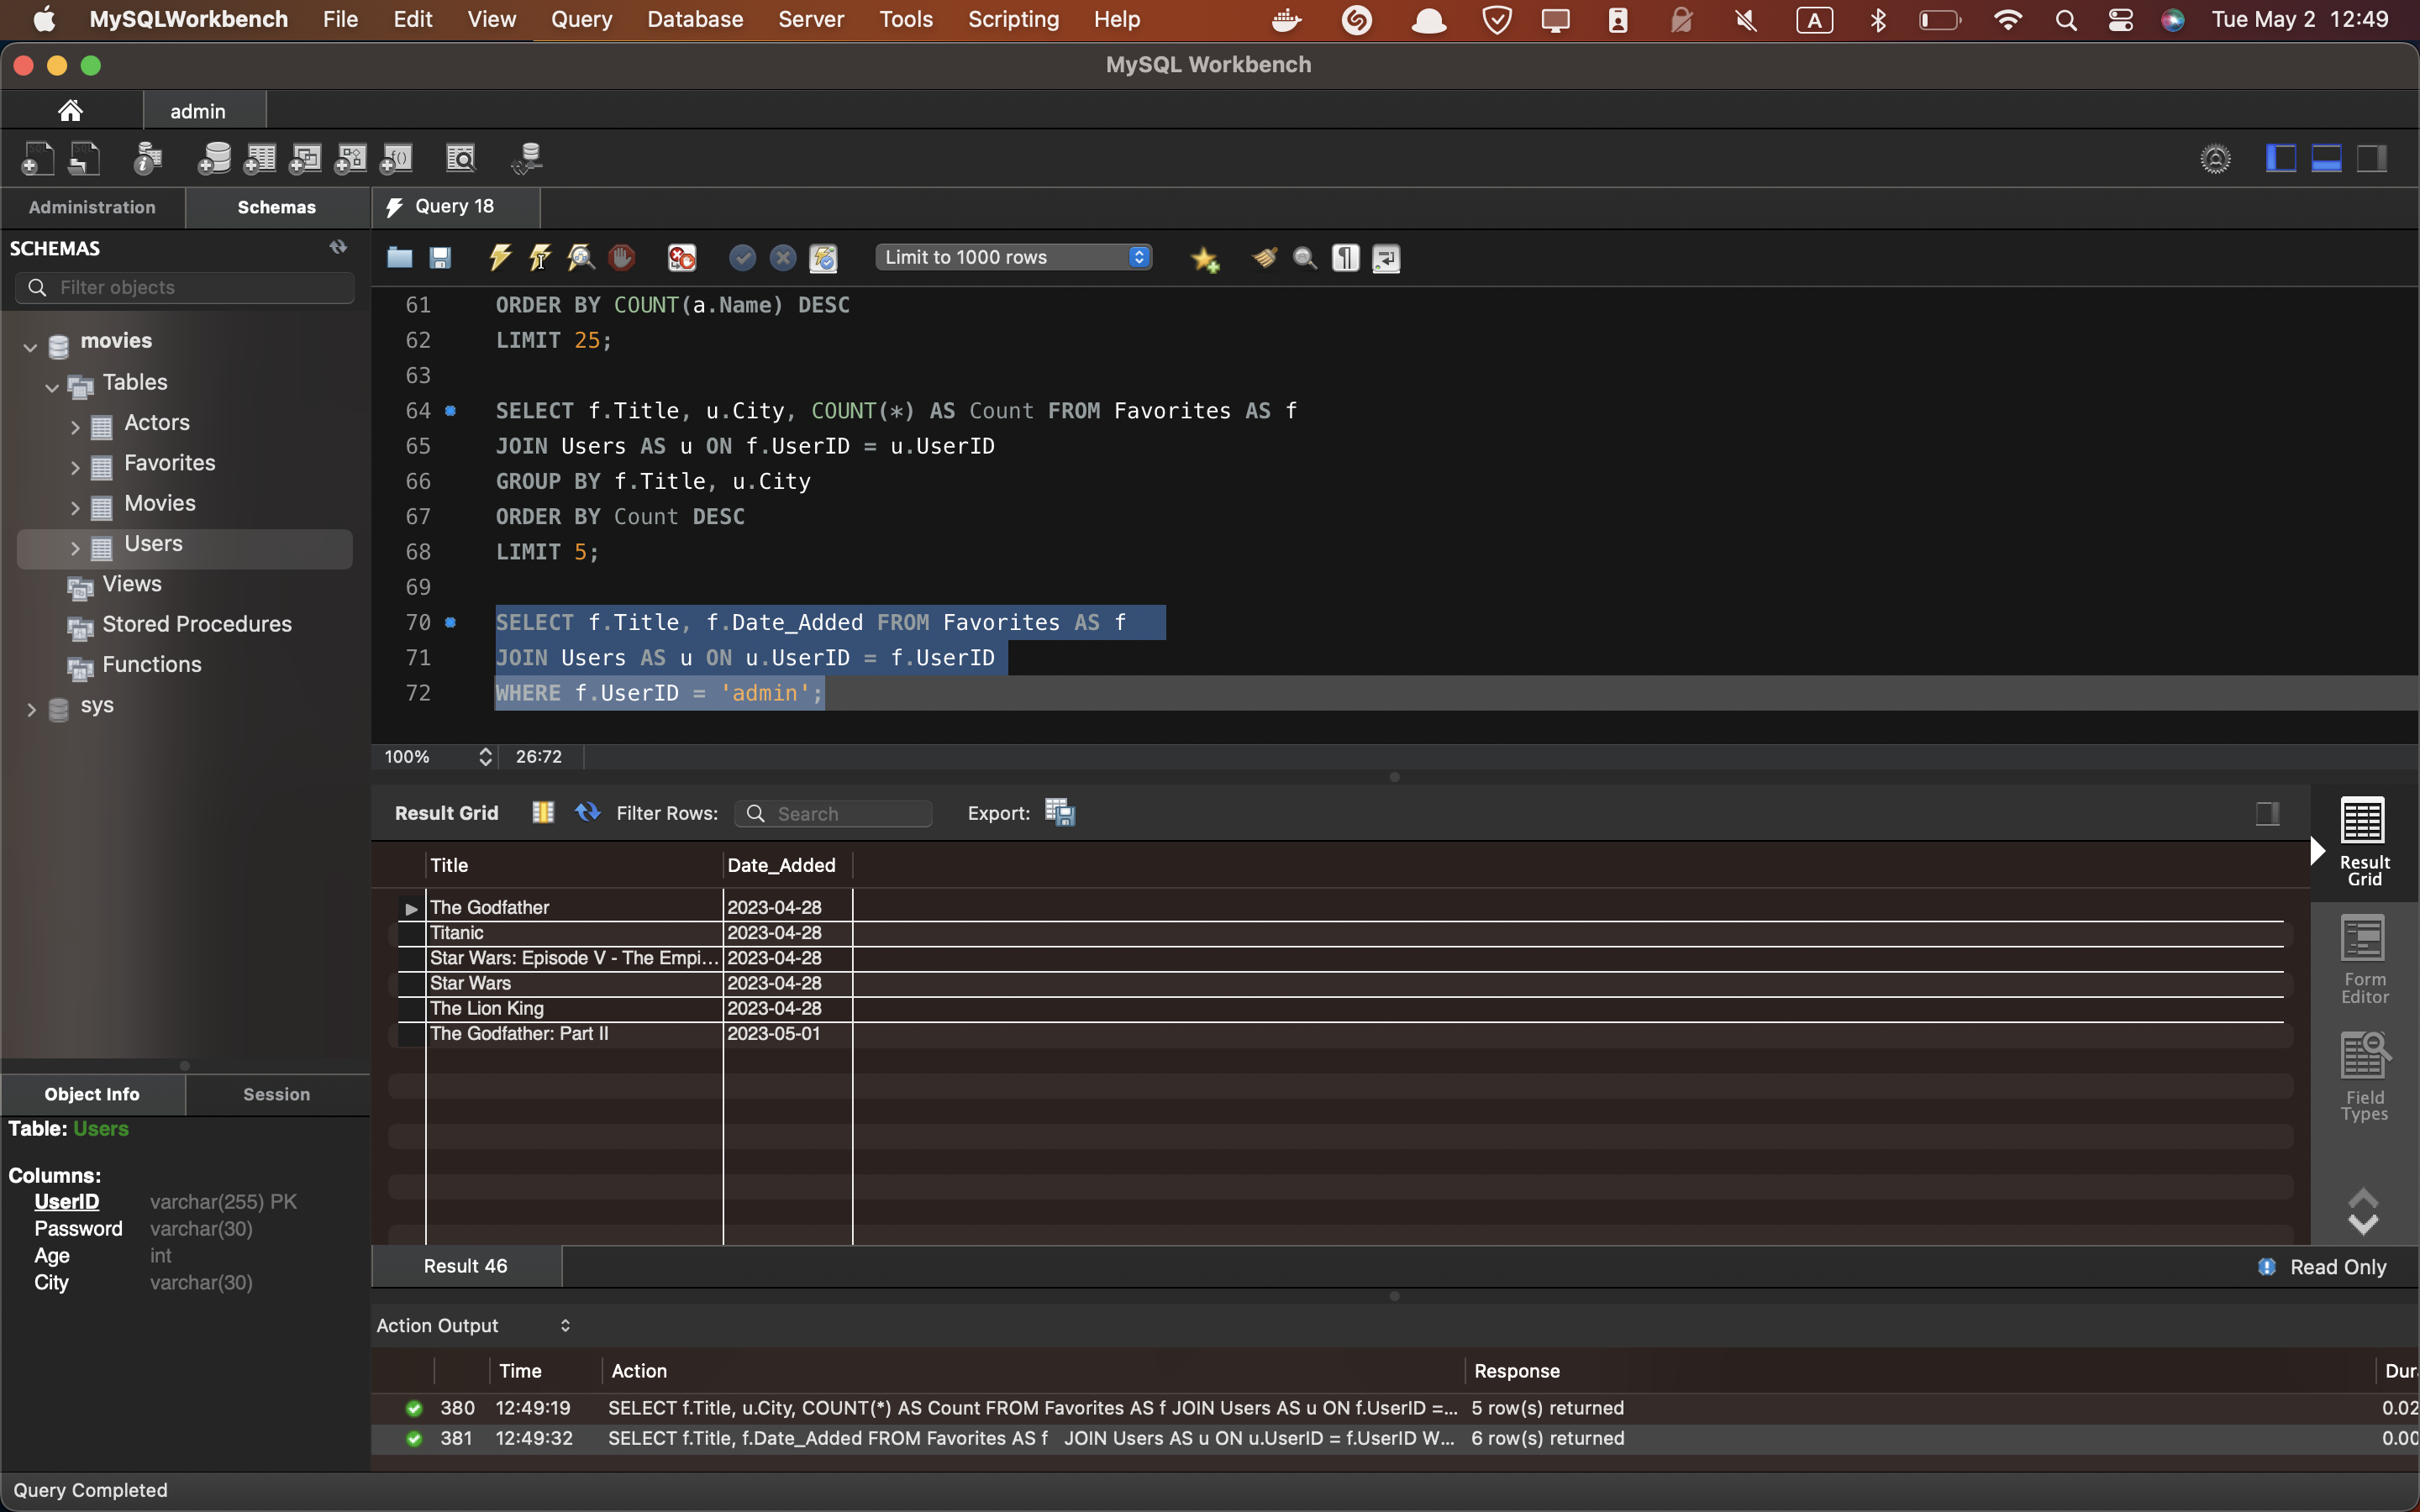 MySQLWorkbench File Edit View Query Database Server Tools Scripting Help A Tue May 2 12:49
MySQL Workbench
admin
Administration Schemas Query 18
SCHEMAS
Limit to 1000 rows
Filter objects
61 ORDER BY COUNT(a.Name) DESC
62 LIMIT 25;
63
64 SELECT f.Title, u.City, COUNT(*) AS Count FROM Favorites AS f
65 JOIN Users AS u ON f.UserID = u.UserID
66 GROUP BY f.Title, u.City
67 ORDER BY Count DESC
68 LIMIT 5;
69
70 SELECT f.Title, f.Date_Added FROM Favorites AS f
71 JOIN Users AS u ON u.UserID = f.UserID
72 WHERE f.UserID = 'admin';
movies
Tables
Actors
Favorites
Movies
Users
Views
Stored Procedures
Functions
sys
100% 26:72
Result Grid Filter Rows: Search Export:
Title Date_Added
The Godfather 2023-04-28
Titanic 2023-04-28
Star Wars: Episode V - The Empi... 2023-04-28
Star Wars 2023-04-28
The Lion King 2023-04-28
The Godfather: Part II 2023-05-01
Result
Grid
Form
Editor
Field
Types
Object Info Session
Table: Users
Columns:
UserID varchar(255) PK
Password varchar(30)
Age int
City varchar(30)
Result 46 Read Only
Action Output
Time Action Response Dur
380 12:49:19 SELECT f.Title, u.City, COUNT(*) AS Count FROM Favorites AS f JOIN Users AS u ON f.UserID =... 5 row(s) returned 0.02
381 12:49:32 SELECT f.Title, f.Date_Added FROM Favorites AS f JOIN Users AS u ON u.UserID = f.UserID W... 6 row(s) returned 0.00
Query Completed